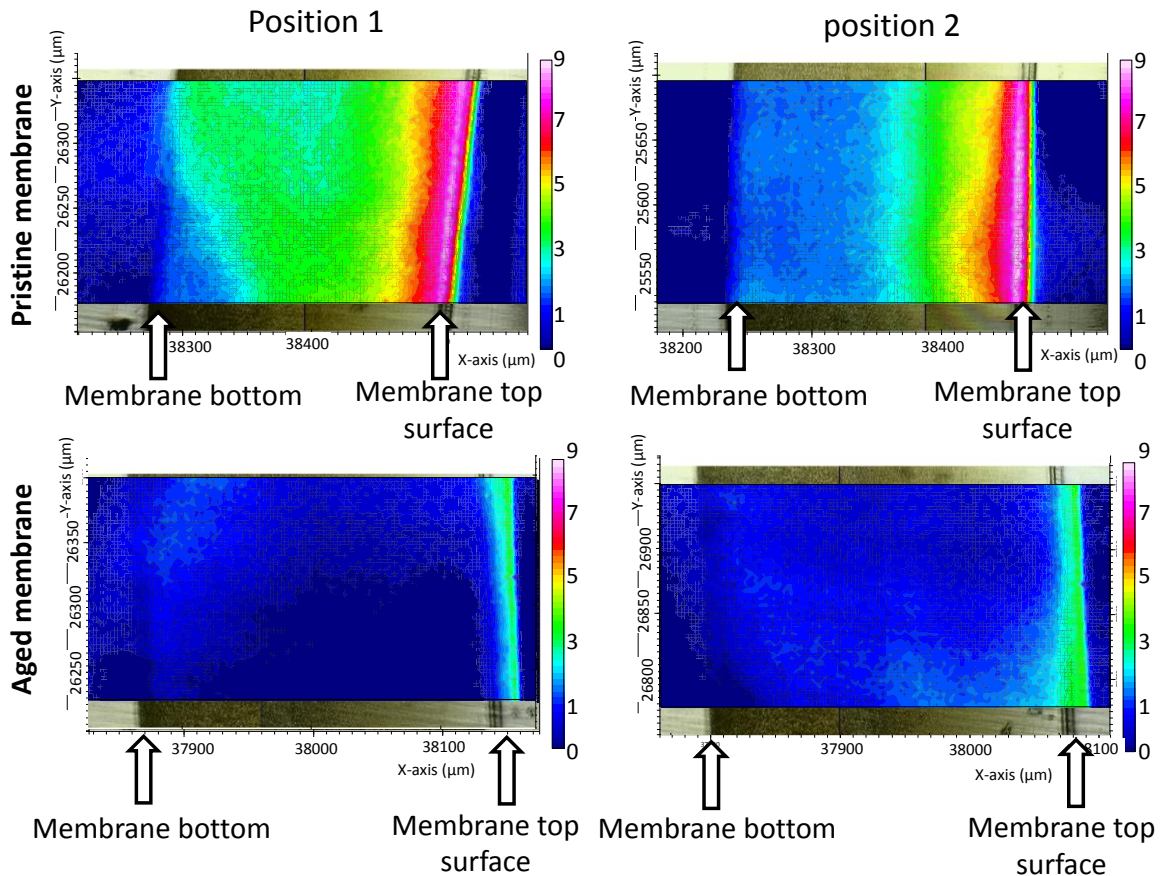 Position 1
position 2
Pristine membrane
Y-axis (µm)
26300
26250
26200
38300
38400
X-axis (µm)
9
7
5
3
1
0
Membrane bottom
Membrane top
surface
Y-axis (µm)
25650
25600
25550
38200
38300
38400
X-axis (µm)
9
7
5
3
1
0
Membrane bottom
Membrane top
surface
Aged membrane
Y-axis (µm)
26350
26300
26250
37900
38000
38100
X-axis (µm)
9
7
5
3
1
0
Membrane bottom
Membrane top
surface
Y-axis (µm)
26900
26850
26800
37900
38000
38100
X-axis (µm)
9
7
5
3
1
0
Membrane bottom
Membrane top
surface